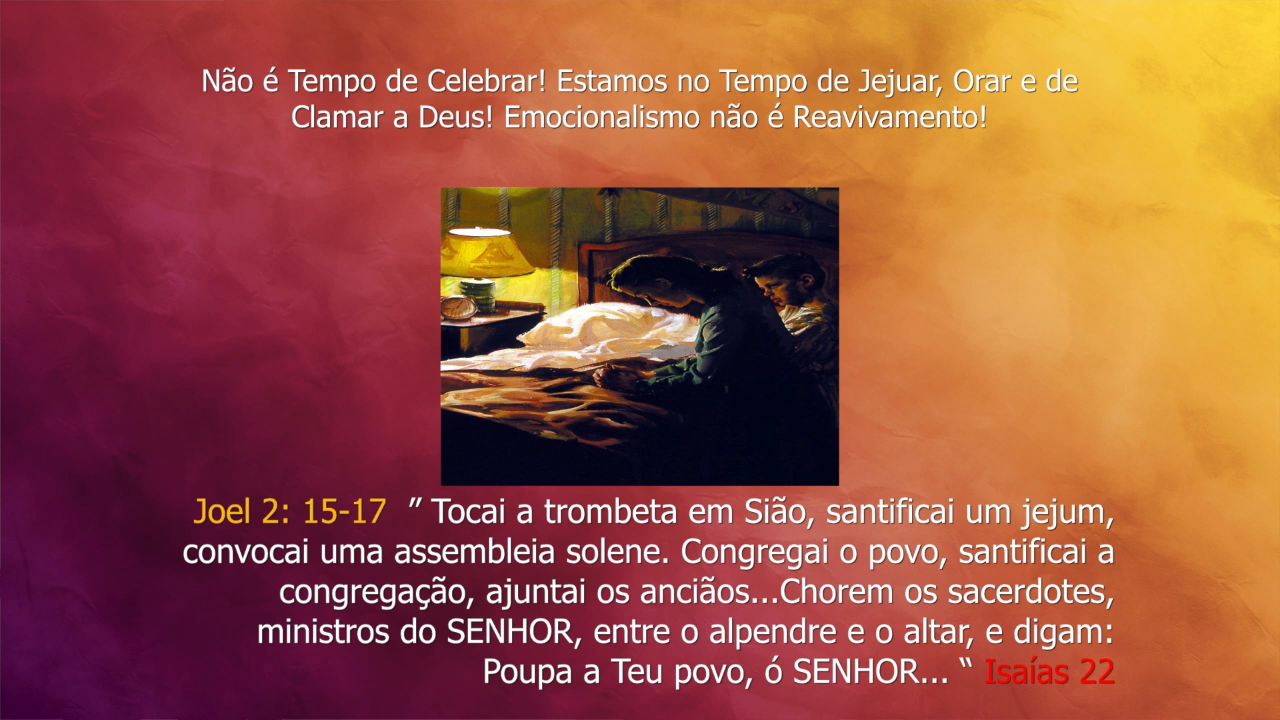 Não é Tempo de Celebrar! Estamos no Tempo de Jejuar, Orar e de
Clamar a Deus! Emocionalismo não é Reavivamento!
Joel 2: 15-17 ” Tocai a trombeta em Sião, santificai um jejum,
convocai uma assembleia solene. Congregai o povo, santificai a
congregação, ajuntai os anciãos...Chorem os sacerdotes,
ministros do SENHOR, entre o alpendre e o altar, e digam:
Poupa a Teu povo, ó SENHOR... “ Isaías 22